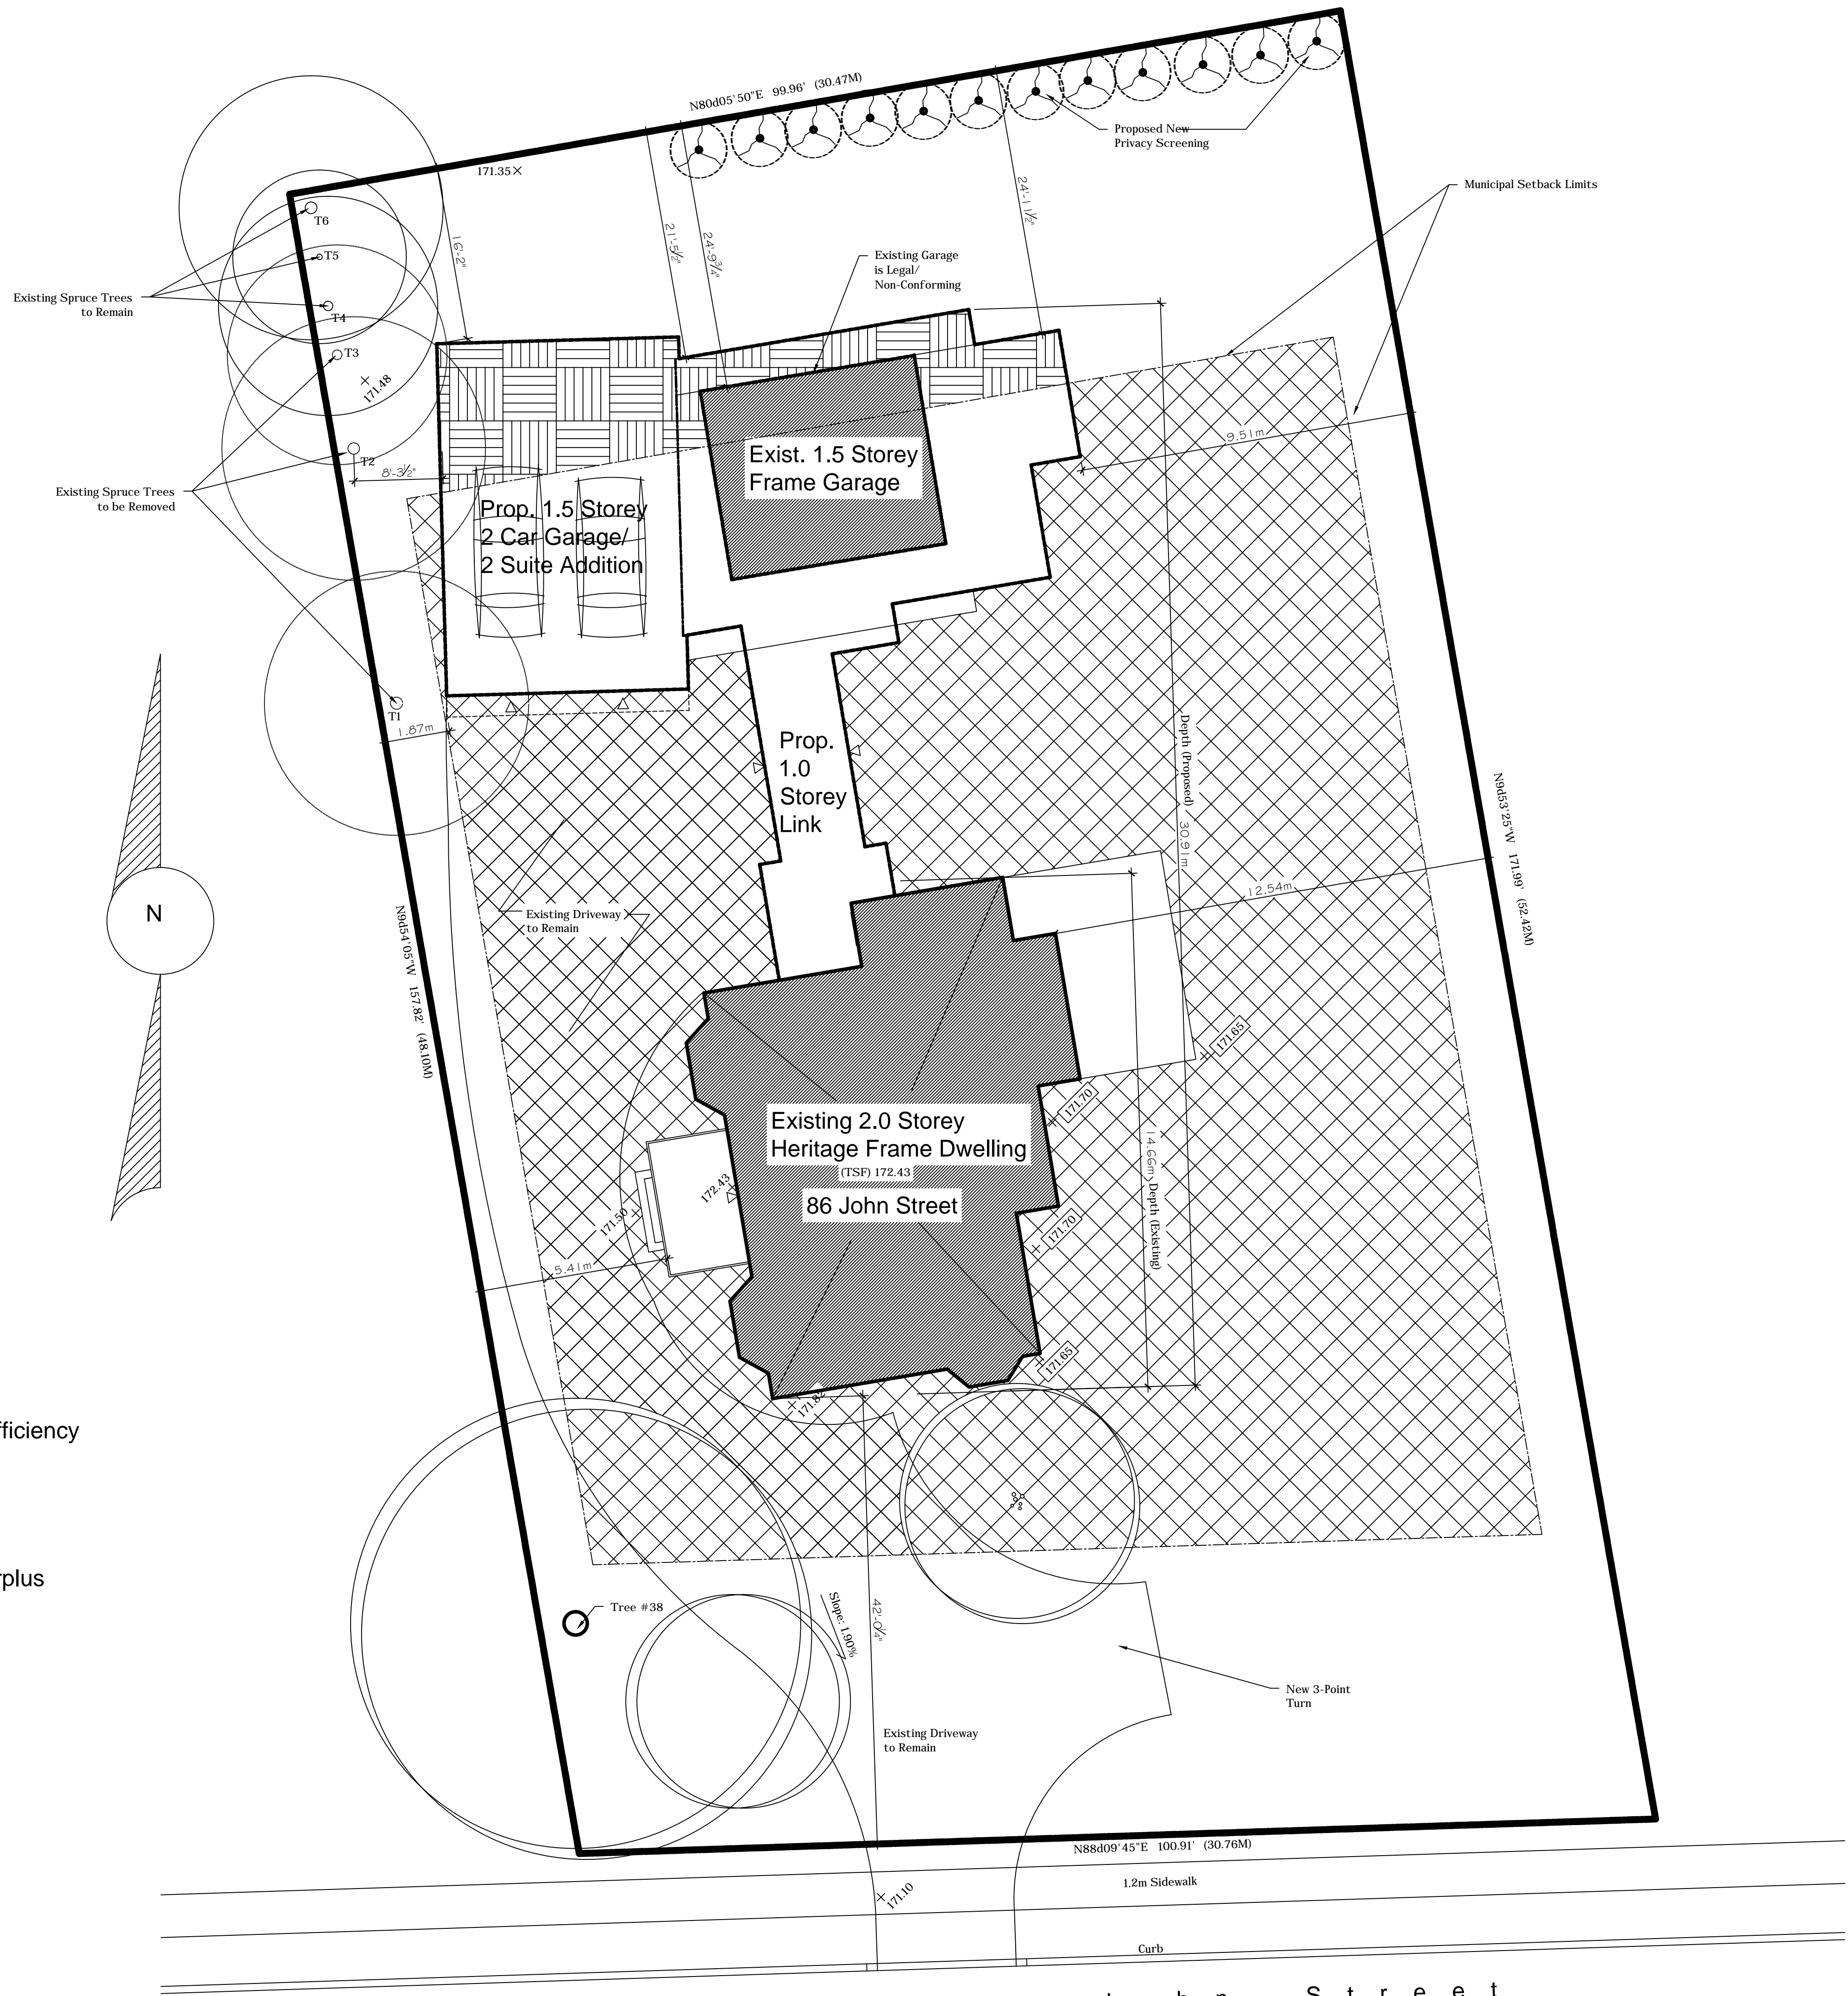 N80d05'50"E 99.96' (30.47M)
Proposed New
Privacy Screening
171.35
Municipal Setback Limits
T6
T5
T4
T3
T2
T1
16'-2"
21'-5½"
24'-9¾"
24'-11½"
Existing Garage
is Legal/
Non-Conforming
Existing Spruce Trees
to Remain
171.48
8'-3½"
9.51m
Exist. 1.5 Storey
Frame Garage
Existing Spruce Trees
to be Removed
Prop. 1.5 Storey
2 Car Garage/
2 Suite Addition
1.87m
Prop.
1.0
Storey
Link
Depth (Proposed) 30.91m
N9d53'25"W 171.99' (52.42M)
12.54m
N
Existing Driveway
to Remain
N9d54'05"W 157.82' (48.10M)
171.65
171.70
Existing 2.0 Storey
Heritage Frame Dwelling
(TSF) 172.43
86 John Street
14.66m Depth (Existing)
172.43
171.50
171.70
5.41m
171.65
171.82
fficiency
rplus
Tree #38
Slope: 1.90%
42'-0¼"
New 3-Point
Turn
Existing Driveway
to Remain
N88d09'45"E 100.91' (30.76M)
1.2m Sidewalk
171.10
Curb
Street